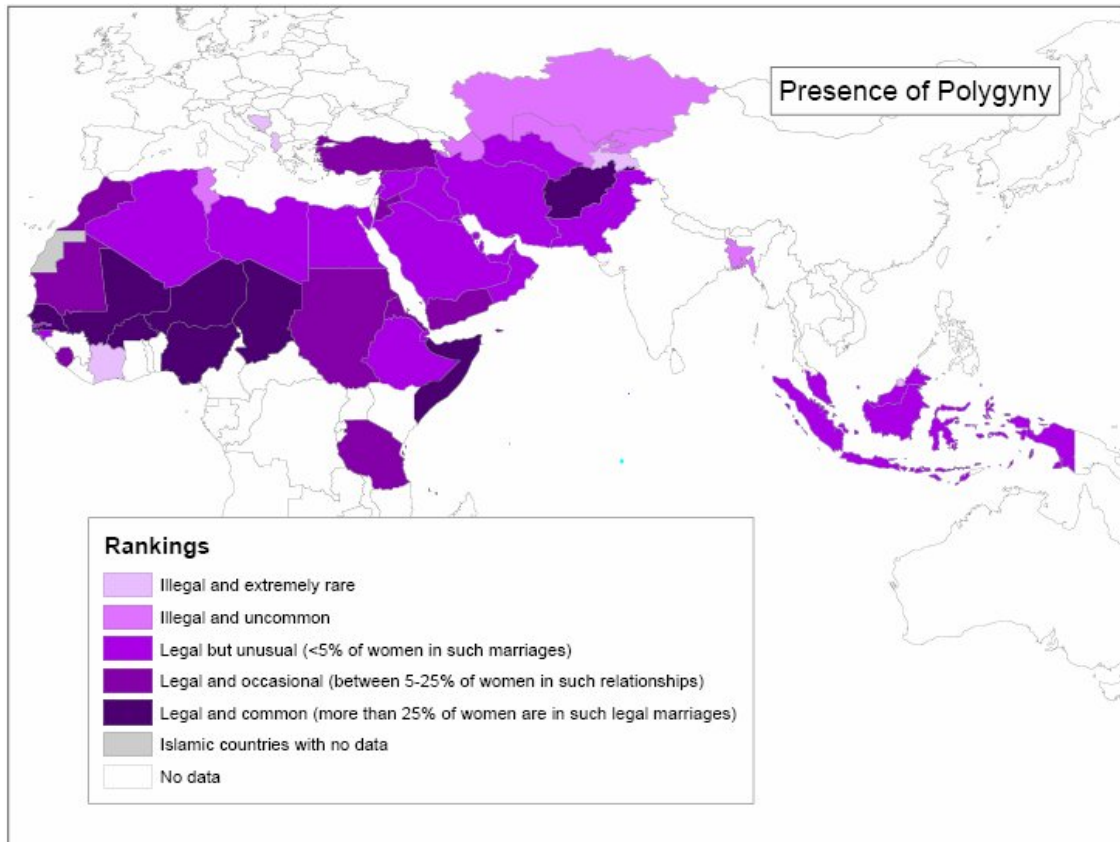 Presence of Polygyny
Rankings
Illegal and extremely rare
Illegal and uncommon
Legal but unusual (<5% of women in such marriages)
Legal and occasional (between 5-25% of women in such relationships)
Legal and common (more than 25% of women are in such legal marriages)
Islamic countries with no data
No data